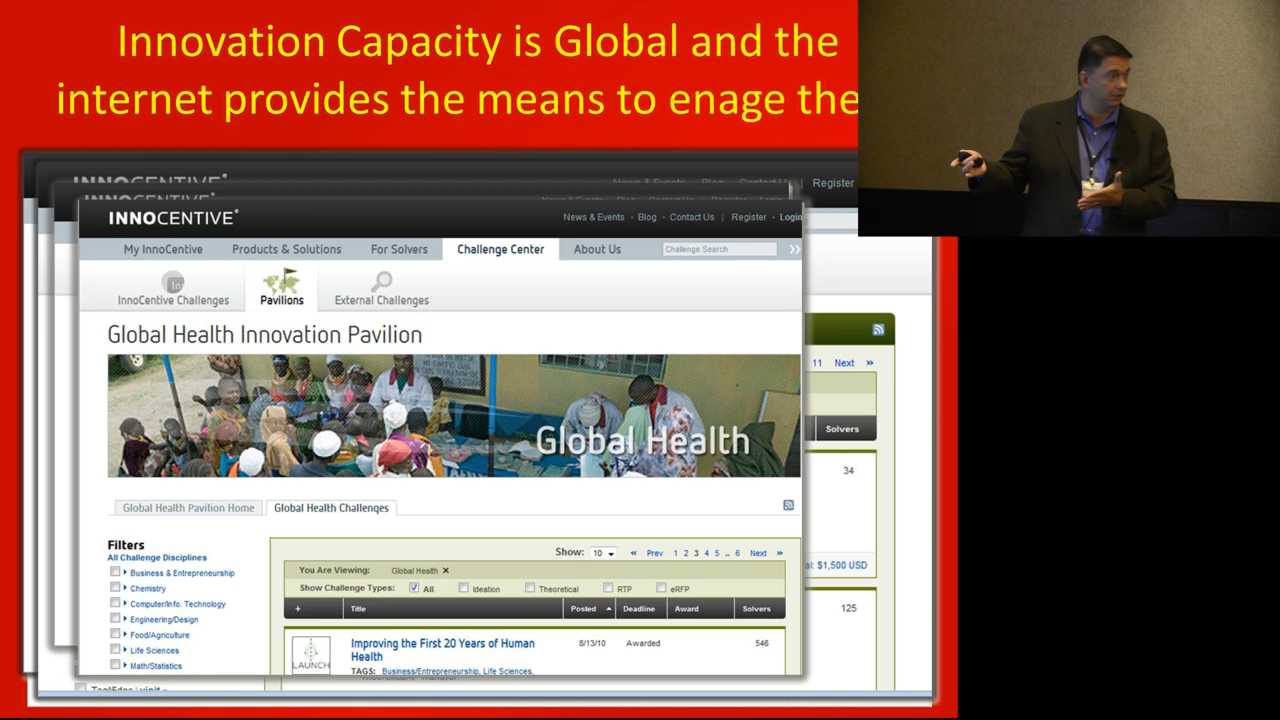 Innovation Capacity is Global and the
internet provides the means to enage the
INNOCENTIVE
Register
INNOCENTIVE
News & Events • Blog • Contact Us | Register • Login
My InnoCentive Products & Solutions For Solvers Challenge Center About Us Challenge Search
InnoCentive Challenges Pavilions External Challenges
Global Health Innovation Pavilion
11 Next »
Solvers
Global Health
34
Global Health Pavilion Home Global Health Challenges
Filters
All Challenge Disciplines
Business & Entrepreneurship
Chemistry
Computer/Info. Technology
Engineering/Design
Food/Agriculture
Life Sciences
Math/Statistics
Show: 10 « Prev 1 2 3 4 5 .. 6 Next »
You Are Viewing: Global Health ✕
Show Challenge Types: All Ideation Theoretical RTP eRFP
+ Title Posted Deadline Award Solvers
LAUNCH
Improving the First 20 Years of Human
Health
8/13/10 Awarded 546
TAGS: Business/Entrepreneurship, Life Sciences,
$1,500 USD
125